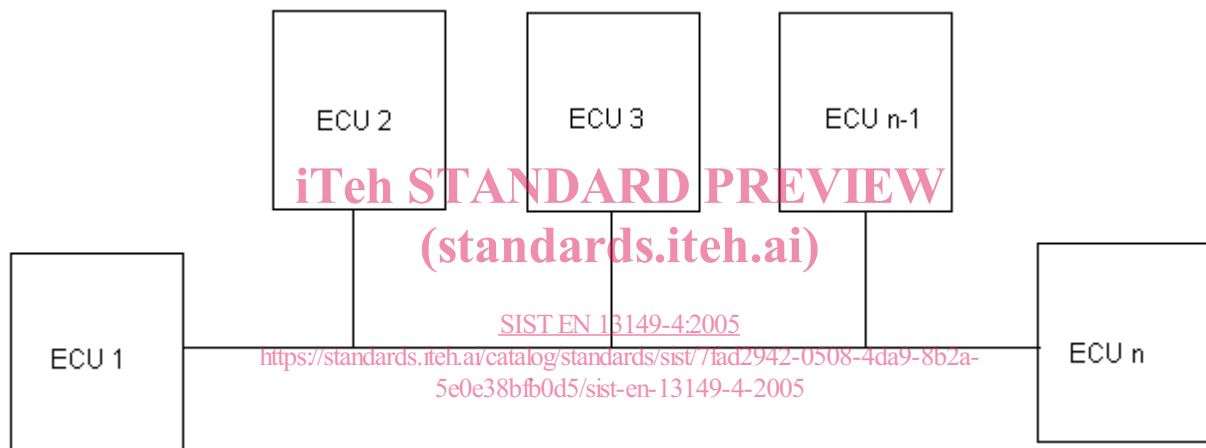 ECU 2
ECU 3
ECU n-1
iTeh STANDARD PREVIEW
(standards.iteh.ai)
SIST EN 13149-4:2005
ECU 1
https://standards.iteh.ai/catalog/standards/sist/7fad2942-0508-4da9-8b2a-
5e0e38bfb0d5/sist-en-13149-4-2005
ECU n